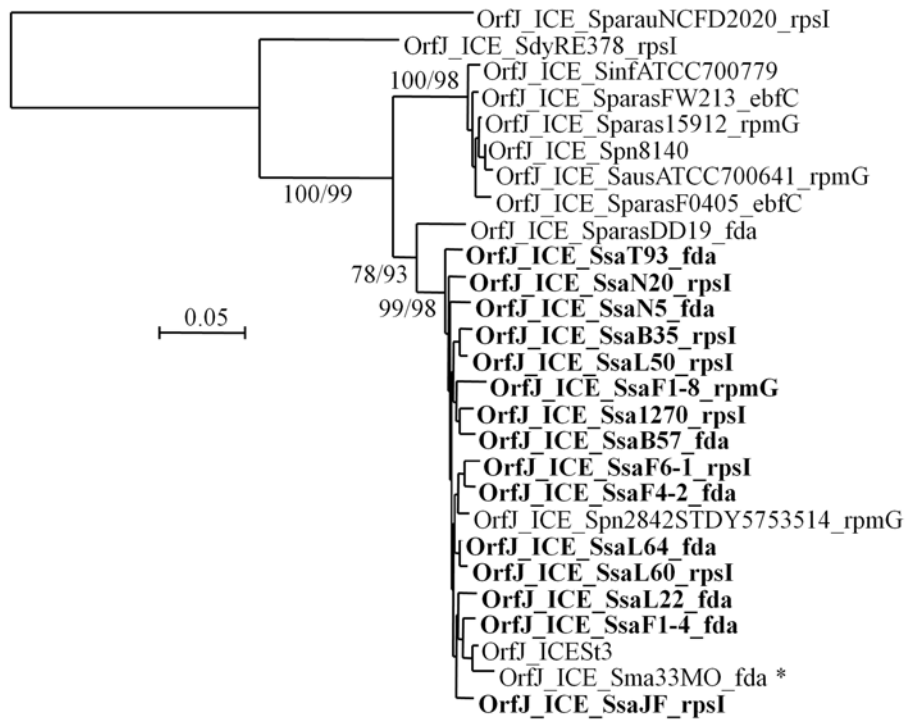 OrfJ_ICE_SparauNCFD2020_rpsI
OrfJ_ICE_SdyRE378_rpsI
100/98
OrfJ_ICE_SinfATCC700779
OrfJ_ICE_SparasFW213_ebfC
OrfJ_ICE_Sparas15912_rpmG
OrfJ_ICE_Spn8140
OrfJ_ICE_SausATCC700641_rpmG
100/99
OrfJ_ICE_SparasF0405_ebfC
OrfJ_ICE_SparasDD19_fda
OrfJ_ICE_SsaT93_fda
78/93
OrfJ_ICE_SsaN20_rpsI
99/98
OrfJ_ICE_SsaN5_fda
0.05
OrfJ_ICE_SsaB35_rpsI
OrfJ_ICE_SsaL50_rpsI
OrfJ_ICE_SsaF1-8_rpmG
OrfJ_ICE_Ssa1270_rpsI
OrfJ_ICE_SsaB57_fda
OrfJ_ICE_SsaF6-1_rpsI
OrfJ_ICE_SsaF4-2_fda
OrfJ_ICE_Spn2842STDY5753514_rpmG
OrfJ_ICE_SsaL64_fda
OrfJ_ICE_SsaL60_rpsI
OrfJ_ICE_SsaL22_fda
OrfJ_ICE_SsaF1-4_fda
OrfJ_ICESt3
OrfJ_ICE_Sma33MO_fda *
OrfJ_ICE_SsaJF_rpsI